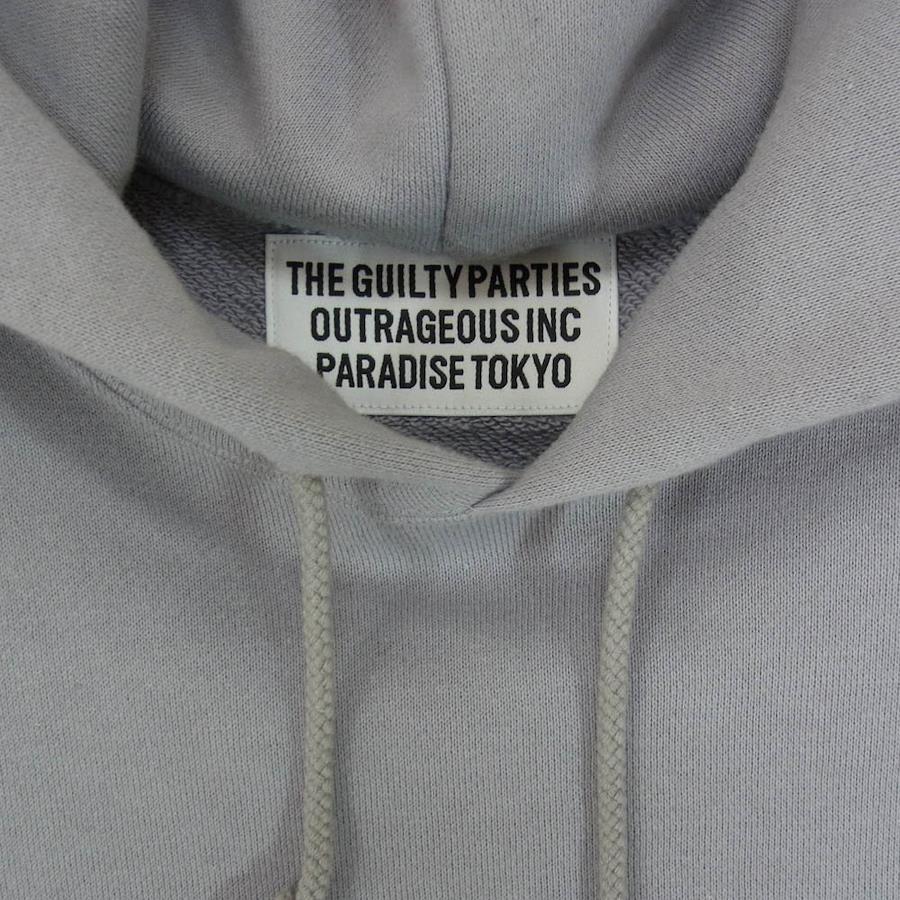 THE GUILTY PARTIES
OUTRAGEOUS INC
PARADISE TOKYO